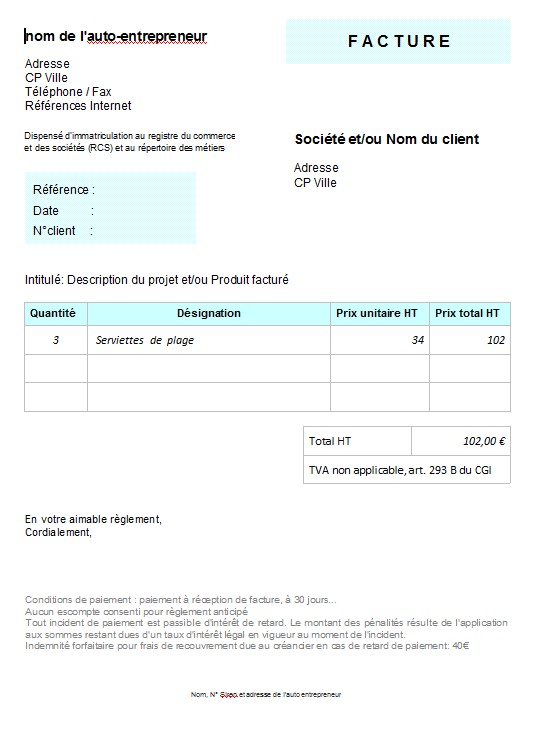 nom de l'auto-entrepreneur
FACTURE
Adresse
CP Ville
Téléphone / Fax
Références Internet
Dispensé d'immatriculation au registre du commerce
et des sociétés (RCS) et au répertoire des métiers
Société et/ou Nom du client
Adresse
CP Ville
Référence :
Date :
N°client :
Intitulé: Description du projet et/ou Produit facturé
Quantité Désignation Prix unitaire HT Prix total HT
3 Serviettes de plage 34 102
Total HT 102,00 €
TVA non applicable, art. 293 B du CGI
En votre aimable règlement,
Cordialement,
Conditions de paiement : paiement à réception de facture, à 30 jours...
Aucun escompte consenti pour règlement anticipé
Tout incident de paiement est passible d'intérêt de retard. Le montant des pénalités résulte de l'application
aux sommes restant dues d'un taux d'intérêt légal en vigueur au moment de l'incident.
Indemnité forfaitaire pour frais de recouvrement due au créancier en cas de retard de paiement: 40€
Nom, N° Siren et adresse de l'auto entrepreneur